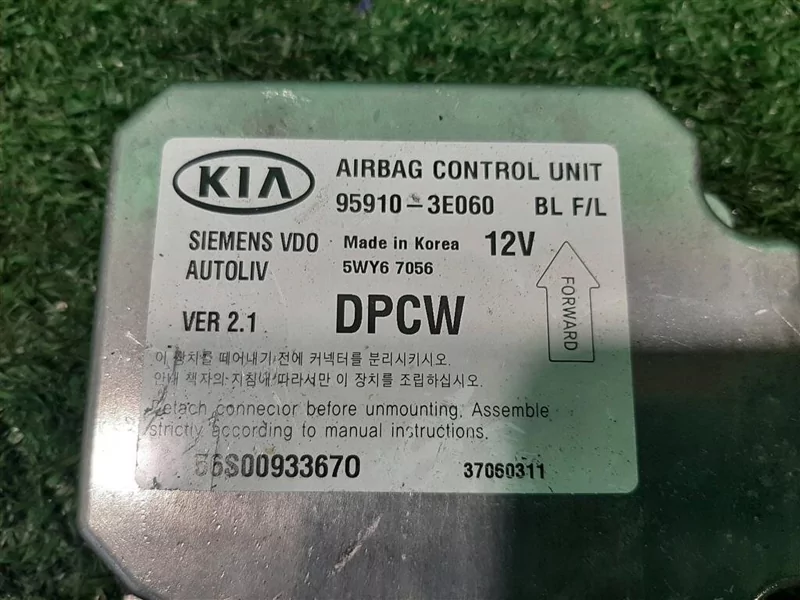 KIA
AIRBAG CONTROL UNIT
95910-3E060 BL F/L
SIEMENS VDO Made in Korea 12V
AUTOLIV 5WY6 7056
VER 2.1 DPCW
FORWARD
이 장치를 떼어내기 전에 커넥터를 분리시키시오.
안내 책자의 지침에 따라서만 이 장치를 조립하십시오.
Detach connector before unmounting. Assemble
strictly according to manual instructions.
37060311